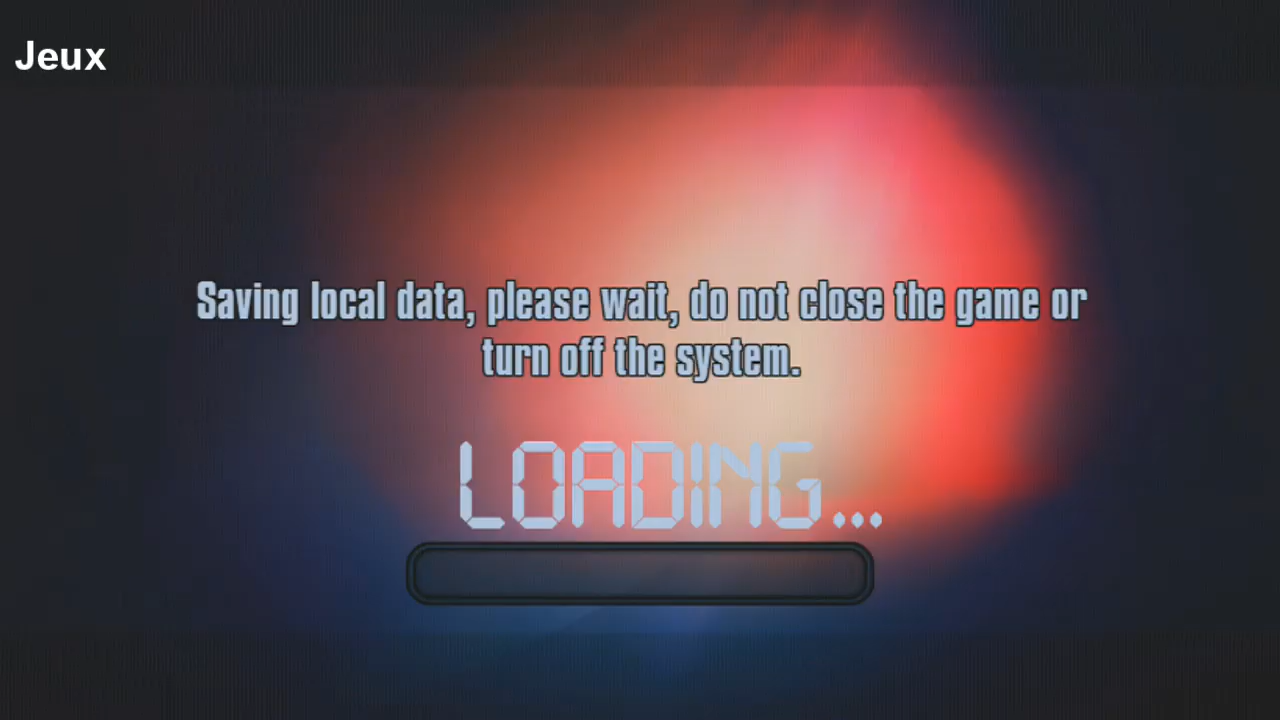 Jeux
Saving local data, please wait, do not close the game or
turn off the system.
LOADING...